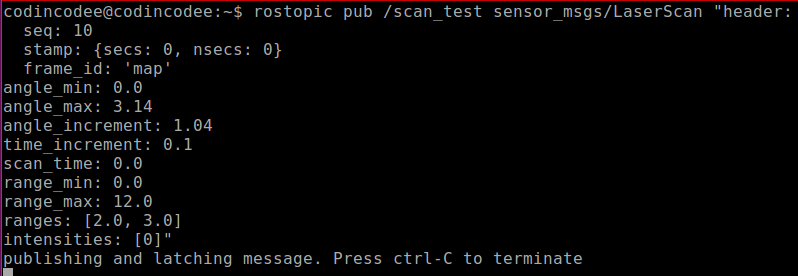 codincodee@codincodee:~$ rostopic pub /scan_test sensor_msgs/LaserScan "header:
  seq: 10
  stamp: {secs: 0, nsecs: 0}
  frame_id: 'map'
angle_min: 0.0
angle_max: 3.14
angle_increment: 1.04
time_increment: 0.1
scan_time: 0.0
range_min: 0.0
range_max: 12.0
ranges: [2.0, 3.0]
intensities: [0]"
publishing and latching message. Press ctrl-C to terminate